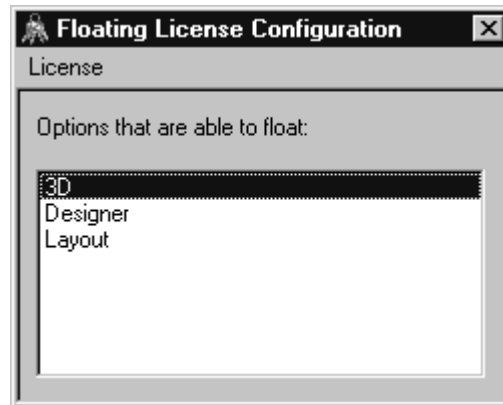 Floating License Configuration
License
Options that are able to float:
3D
Designer
Layout